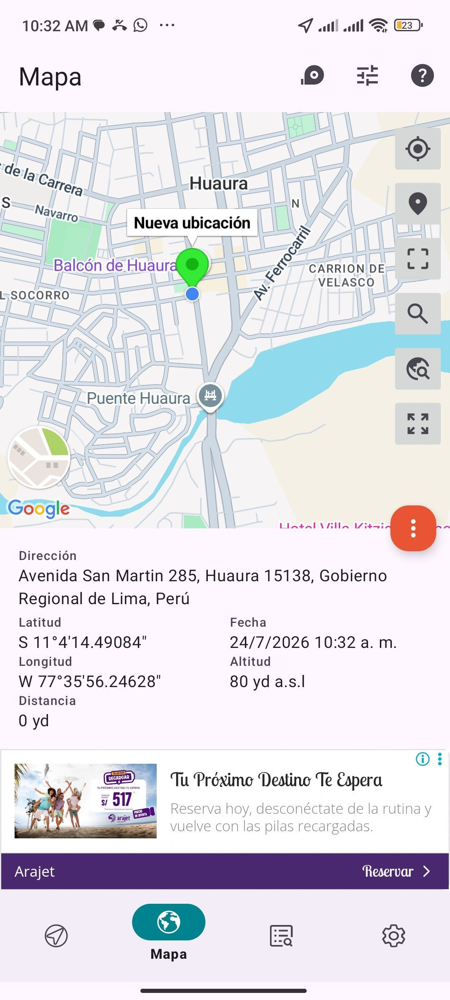 10:32 AM
23
Mapa
de la Carrera
Huaura
S
Navarro
N
Nueva ubicación
Balcón de Huaura
Av. Ferrocarril
CARRION DE
VELASCO
L SOCORRO
Puente Huaura
Google
Hotel Villa Kitzia
Dirección
Avenida San Martin 285, Huaura 15138, Gobierno
Regional de Lima, Perú
Latitud
Fecha
S 11°4'14.49084"
24/7/2026 10:32 a. m.
Longitud
Altitud
W 77°35'56.24628"
80 yd a.s.l
Distancia
0 yd
VIAJAR PARA
RECARGAR
TU PRÓXIMO DESTINO TE ESPERA
VUELOS
DESDE
S/ 517
PRECIO
DE OFERTA
arajet
Tu Próximo Destino Te Espera
Reserva hoy, desconéctate de la rutina y
vuelve con las pilas recargadas.
Arajet
Reservar
Mapa